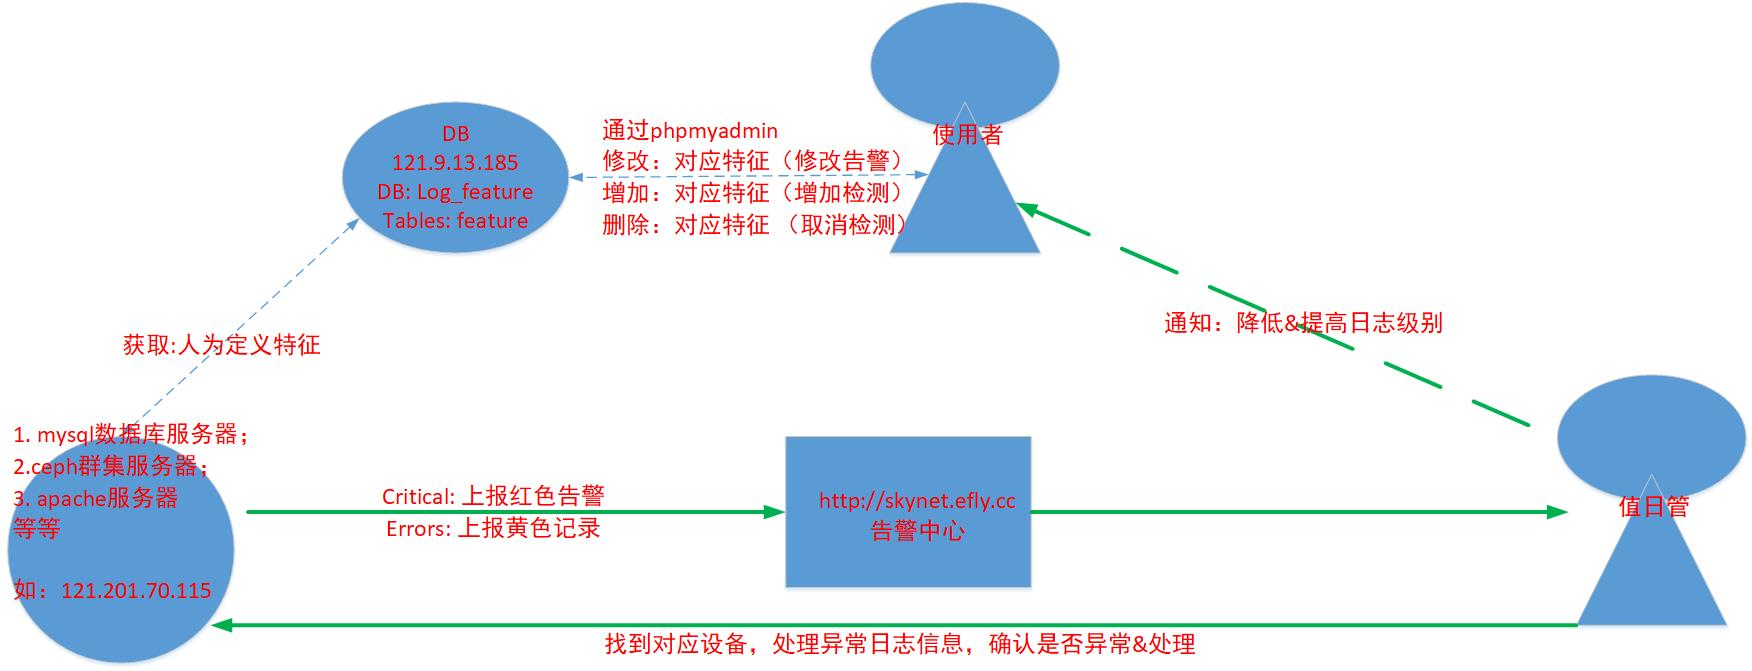 使用者
DB
121.9.13.185
DB: Log_feature
Tables: feature
通过phpmyadmin
修改：对应特征（修改告警）
增加：对应特征（增加检测）
删除：对应特征 （取消检测）
获取:人为定义特征
通知：降低&提高日志级别
1. mysql数据库服务器；
2.ceph群集服务器；
3. apache服务器
等等
如：121.201.70.115
Critical: 上报红色告警
Errors: 上报黄色记录
http://skynet.efly.cc
告警中心
值日管
找到对应设备，处理异常日志信息，确认是否异常&处理